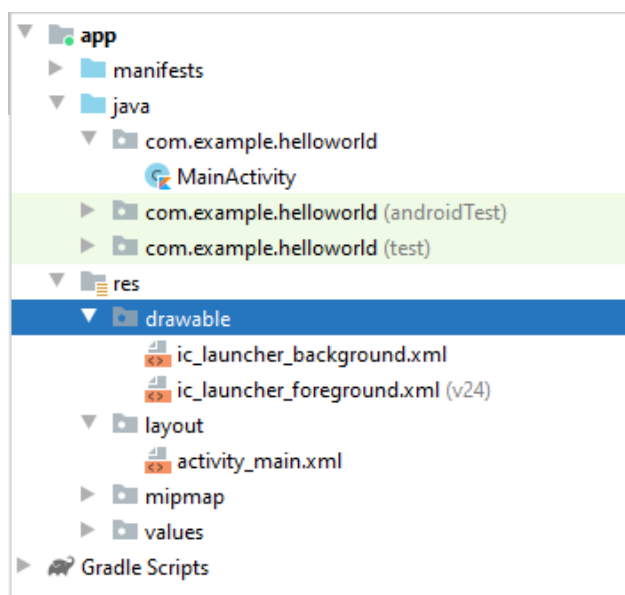 app
manifests
java
com.example.helloworld
MainActivity
com.example.helloworld (androidTest)
com.example.helloworld (test)
res
drawable
ic_launcher_background.xml
ic_launcher_foreground.xml (v24)
layout
activity_main.xml
mipmap
values
Gradle Scripts